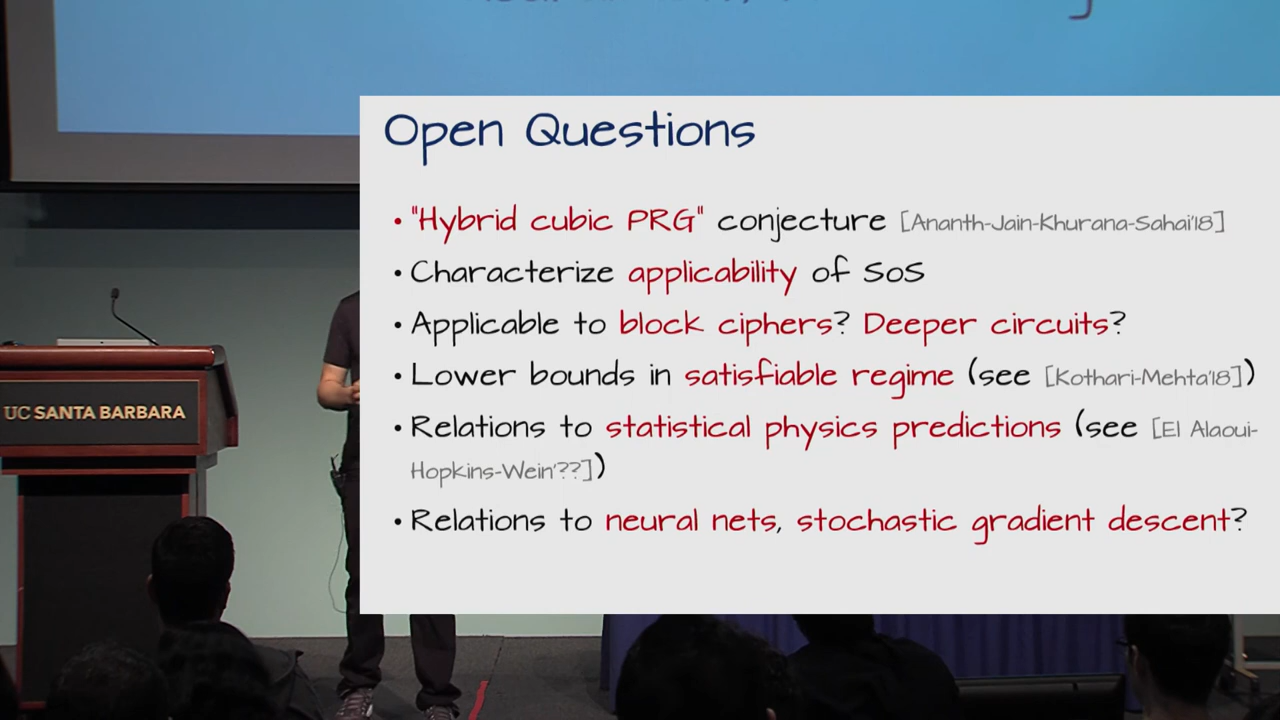 Open Questions
• "Hybrid cubic PRG" conjecture [Ananth-Jain-Khurana-Sahai'18]
• Characterize applicability of SoS
• Applicable to block ciphers? Deeper circuits?
• Lower bounds in satisfiable regime (see [Kothari-Mehta'18])
• Relations to statistical physics predictions (see [El Alaoui-
Hopkins-Wein'??])
• Relations to neural nets, stochastic gradient descent?
UC SANTA BARBARA